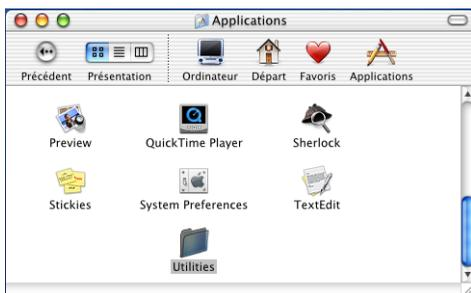 Applications
Précédent Présentation Ordinateur Départ Favoris Applications
Preview QuickTime Player Sherlock
Stickies System Preferences TextEdit
Utilities